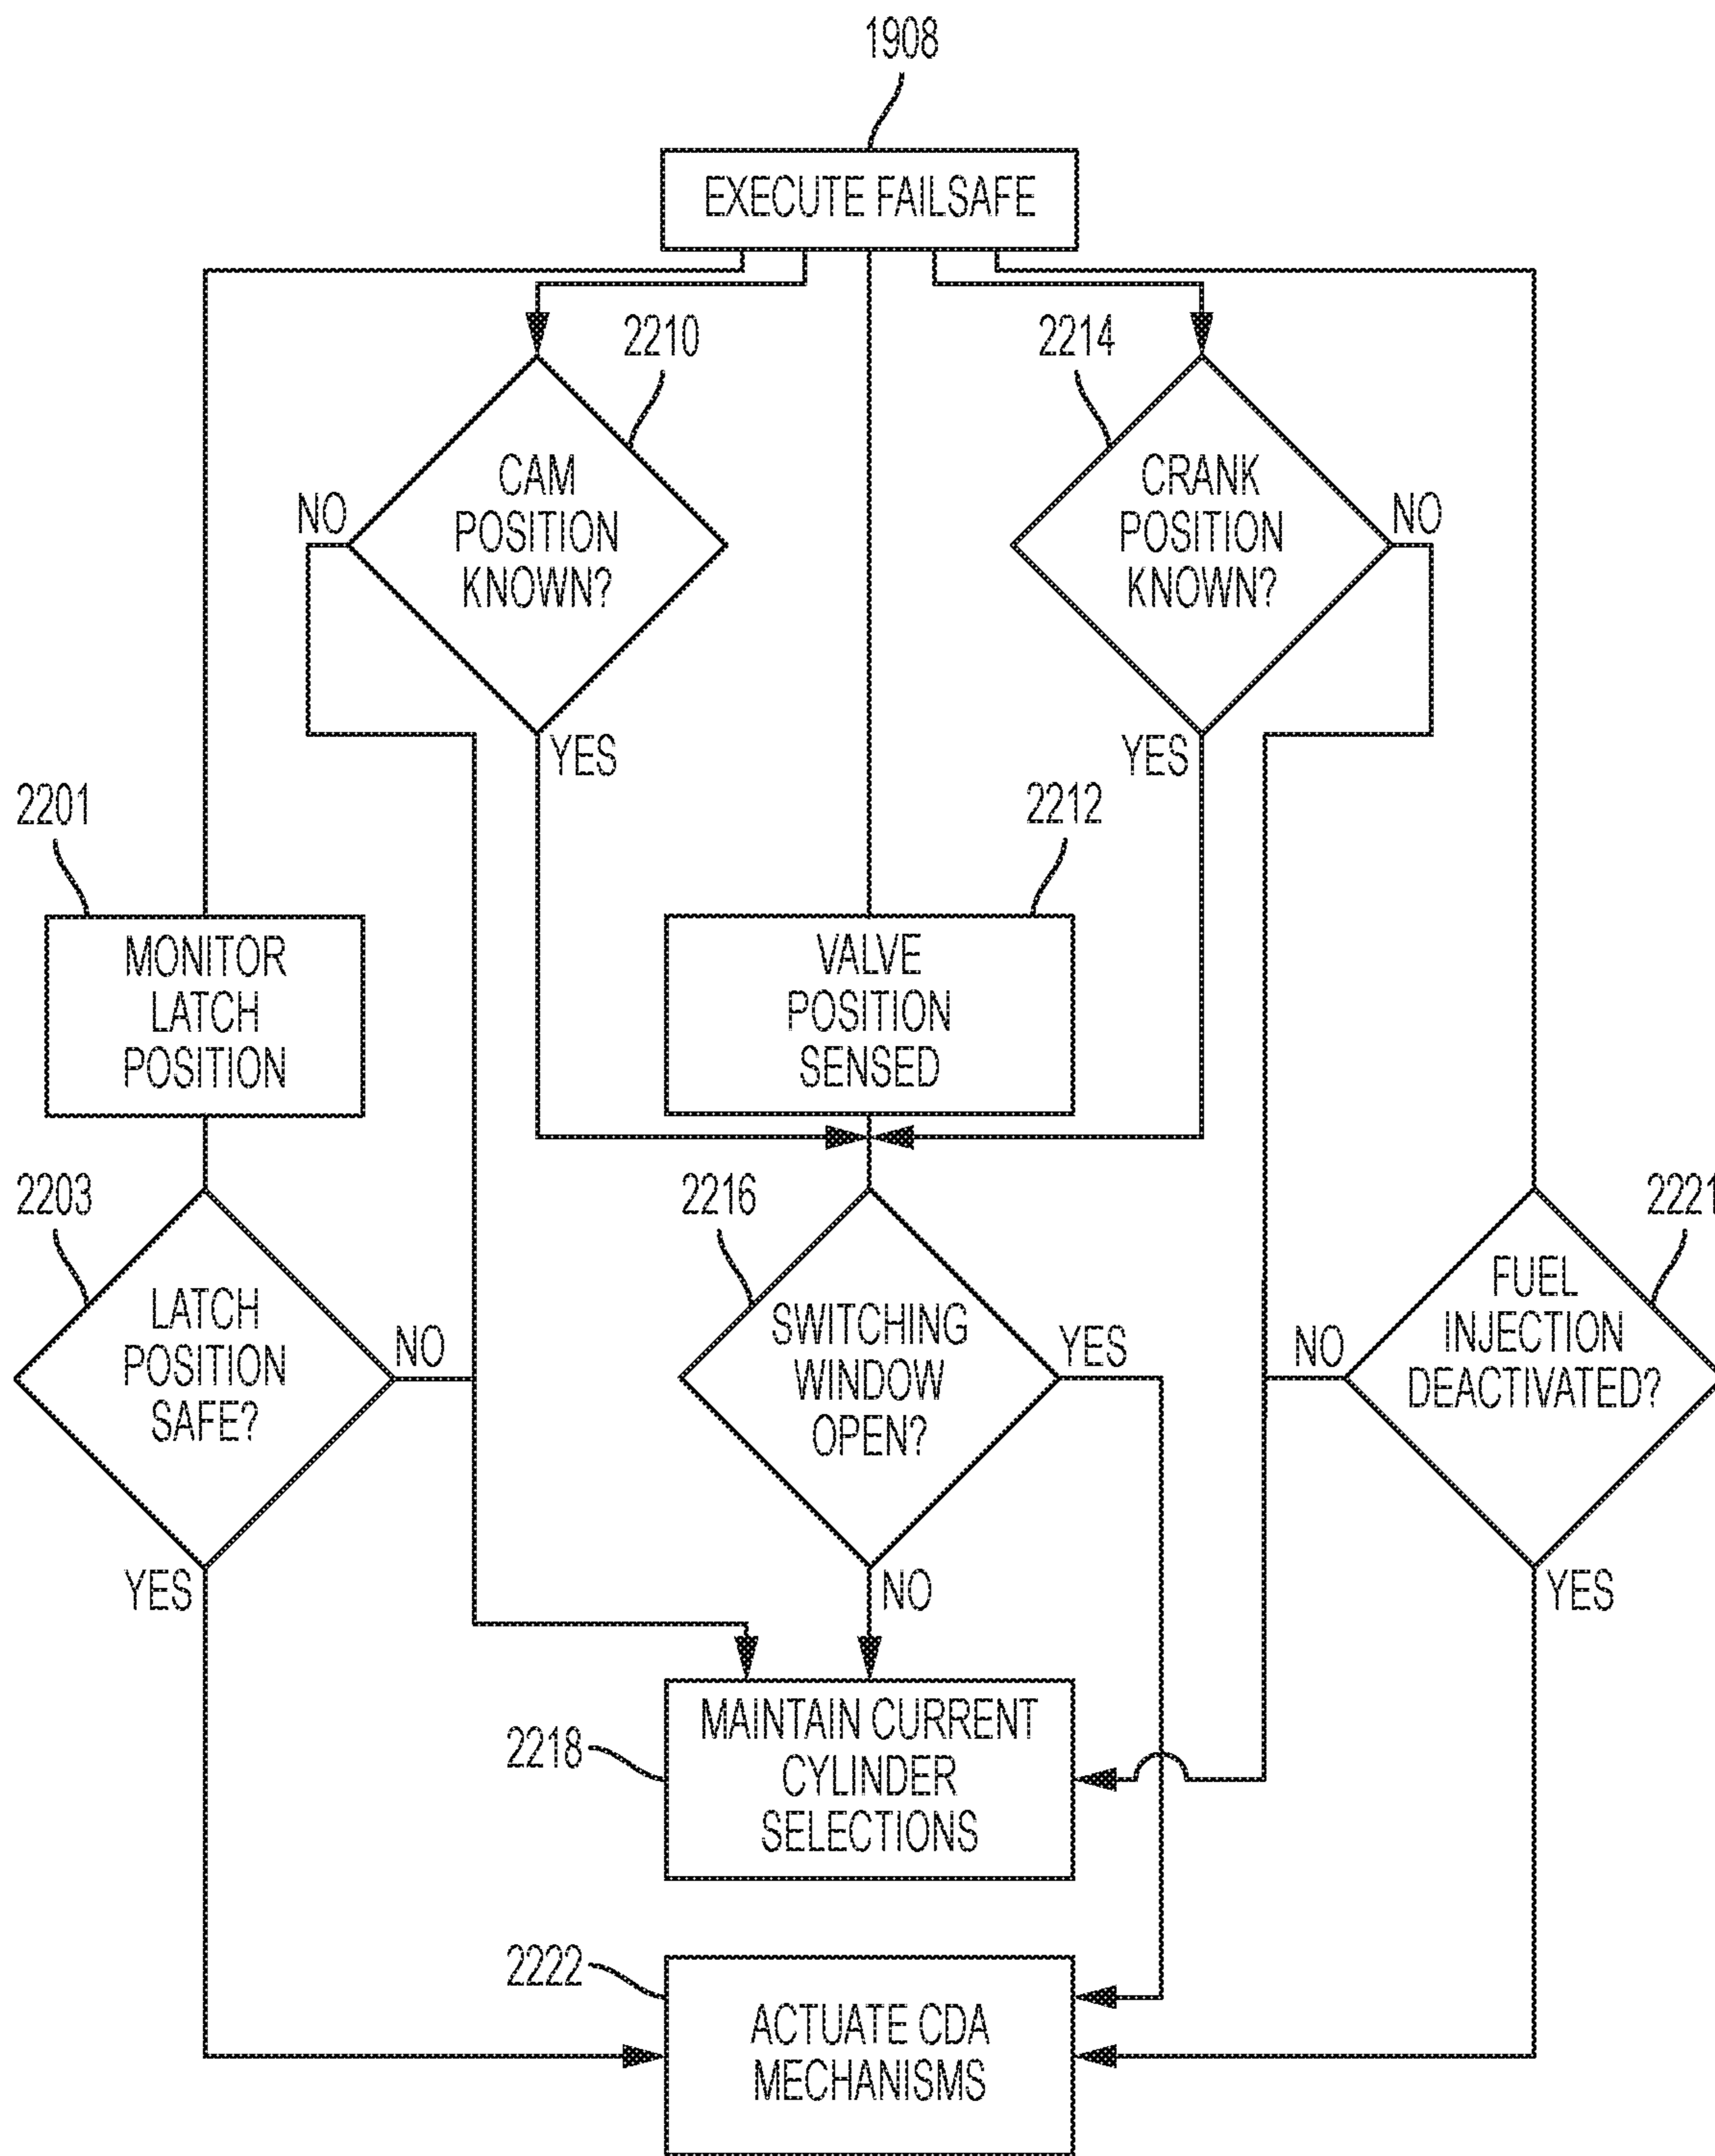 1908
EXECUTE FAILSAFE
2210
2214
CAM
POSITION
KNOWN?
NO
YES
CRANK
POSITION
KNOWN?
NO
YES
2201
MONITOR
LATCH
POSITION
2212
VALVE
POSITION
SENSED
2203
LATCH
POSITION
SAFE?
NO
YES
2216
SWITCHING
WINDOW
OPEN?
YES
NO
2221
FUEL
INJECTION
DEACTIVATED?
NO
YES
2218
MAINTAIN CURRENT
CYLINDER
SELECTIONS
2222
ACTUATE CDA
MECHANISMS